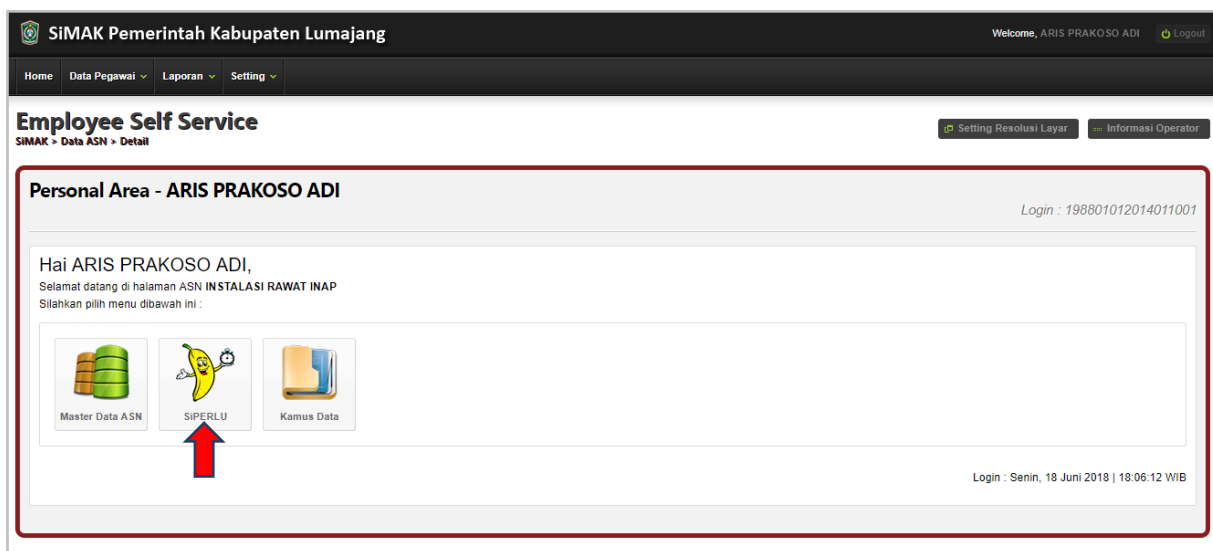 SiMAK Pemerintah Kabupaten Lumajang
Welcome, ARIS PRAKOSO ADI
Logout
Home Data Pegawai Laporan Setting
Employee Self Service
SiMAK > Data ASN > Detail
Setting Resolusi Layar
Informasi Operator
Personal Area - ARIS PRAKOSO ADI
Login : 198801012014011001
Hai ARIS PRAKOSO ADI,
Selamat datang di halaman ASN INSTALASI RAWAT INAP
Silahkan pilih menu dibawah ini :
Master Data ASN
SiPERLU
Kamus Data
Login : Senin, 18 Juni 2018 | 18:06:12 WIB